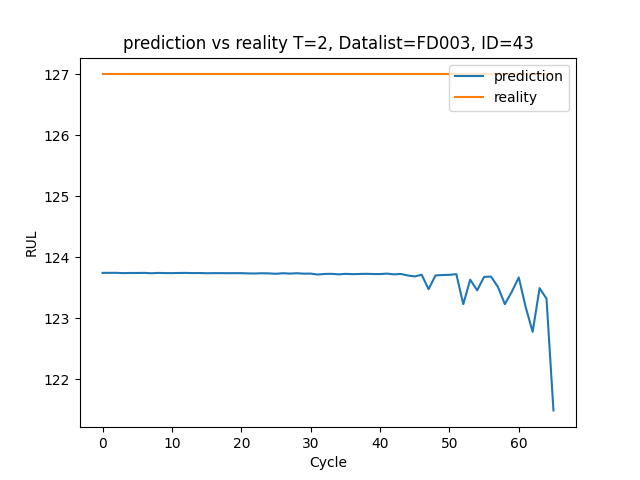 prediction vs reality T=2, Datalist=FD003, ID=43
127
126
125
124
123
122
RUL
prediction
reality
0 10 20 30 40 50 60
Cycle